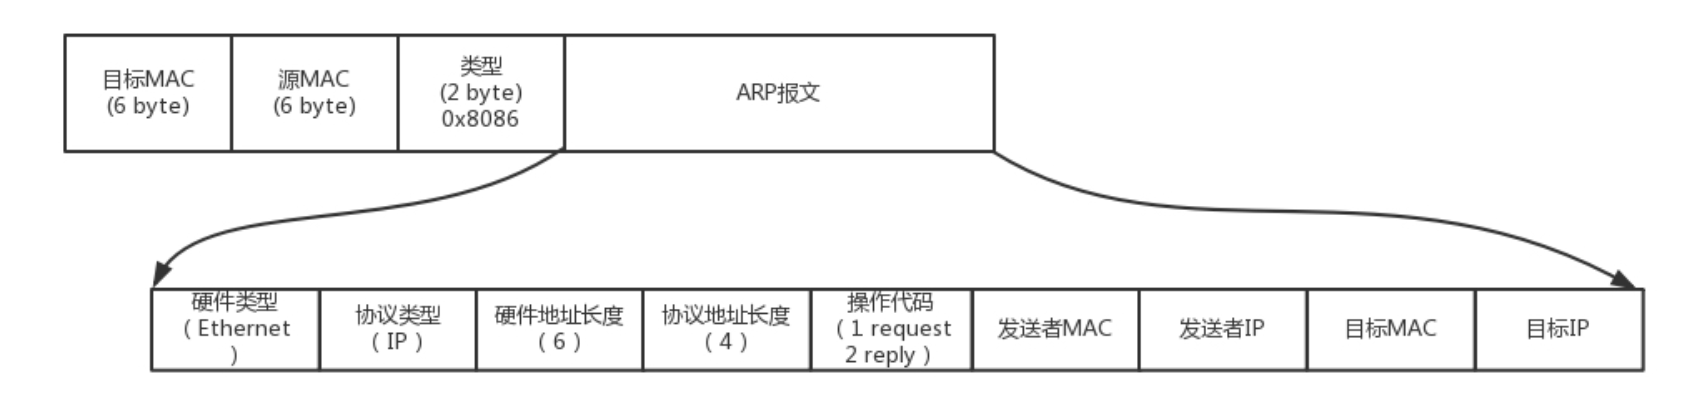 目标MAC
(6 byte)
源MAC
(6 byte)
类型
(2 byte)
0x8086
ARP报文
硬件类型
（Ethernet
）
协议类型
（IP）
硬件地址长度
（6）
协议地址长度
（4）
操作代码
（1 request
2 reply）
发送者MAC
发送者IP
目标MAC
目标IP